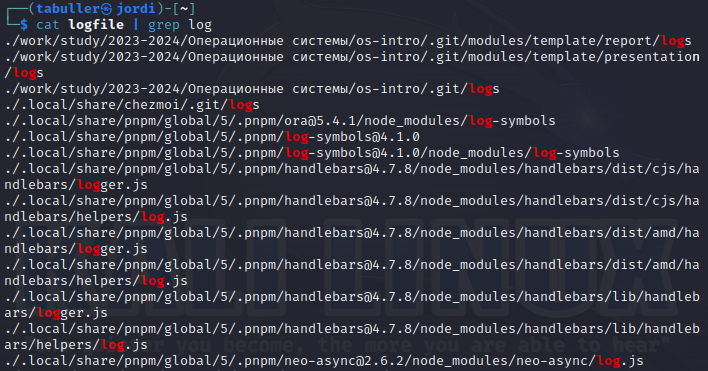 ┌──(tabuller㉿jordi)-[~]
└─$ cat logfile | grep log
./work/study/2023-2024/Операционные системы/os-intro/.git/modules/template/report/logs
./work/study/2023-2024/Операционные системы/os-intro/.git/modules/template/presentation
/logs
./work/study/2023-2024/Операционные системы/os-intro/.git/logs
./.local/share/chezmoi/.git/logs
./.local/share/pnpm/global/5/.pnpm/ora@5.4.1/node_modules/log-symbols
./.local/share/pnpm/global/5/.pnpm/log-symbols@4.1.0
./.local/share/pnpm/global/5/.pnpm/log-symbols@4.1.0/node_modules/log-symbols
./.local/share/pnpm/global/5/.pnpm/handlebars@4.7.8/node_modules/handlebars/dist/cjs/ha
ndlebars/logger.js
./.local/share/pnpm/global/5/.pnpm/handlebars@4.7.8/node_modules/handlebars/dist/cjs/ha
ndlebars/helpers/log.js
./.local/share/pnpm/global/5/.pnpm/handlebars@4.7.8/node_modules/handlebars/dist/amd/ha
ndlebars/logger.js
./.local/share/pnpm/global/5/.pnpm/handlebars@4.7.8/node_modules/handlebars/dist/amd/ha
ndlebars/helpers/log.js
./.local/share/pnpm/global/5/.pnpm/handlebars@4.7.8/node_modules/handlebars/lib/handleb
ars/logger.js
./.local/share/pnpm/global/5/.pnpm/handlebars@4.7.8/node_modules/handlebars/lib/handleb
ars/helpers/log.js
you become, the more you are able to hear"
./.local/share/pnpm/global/5/.pnpm/neo-async@2.6.2/node_modules/neo-async/log.js